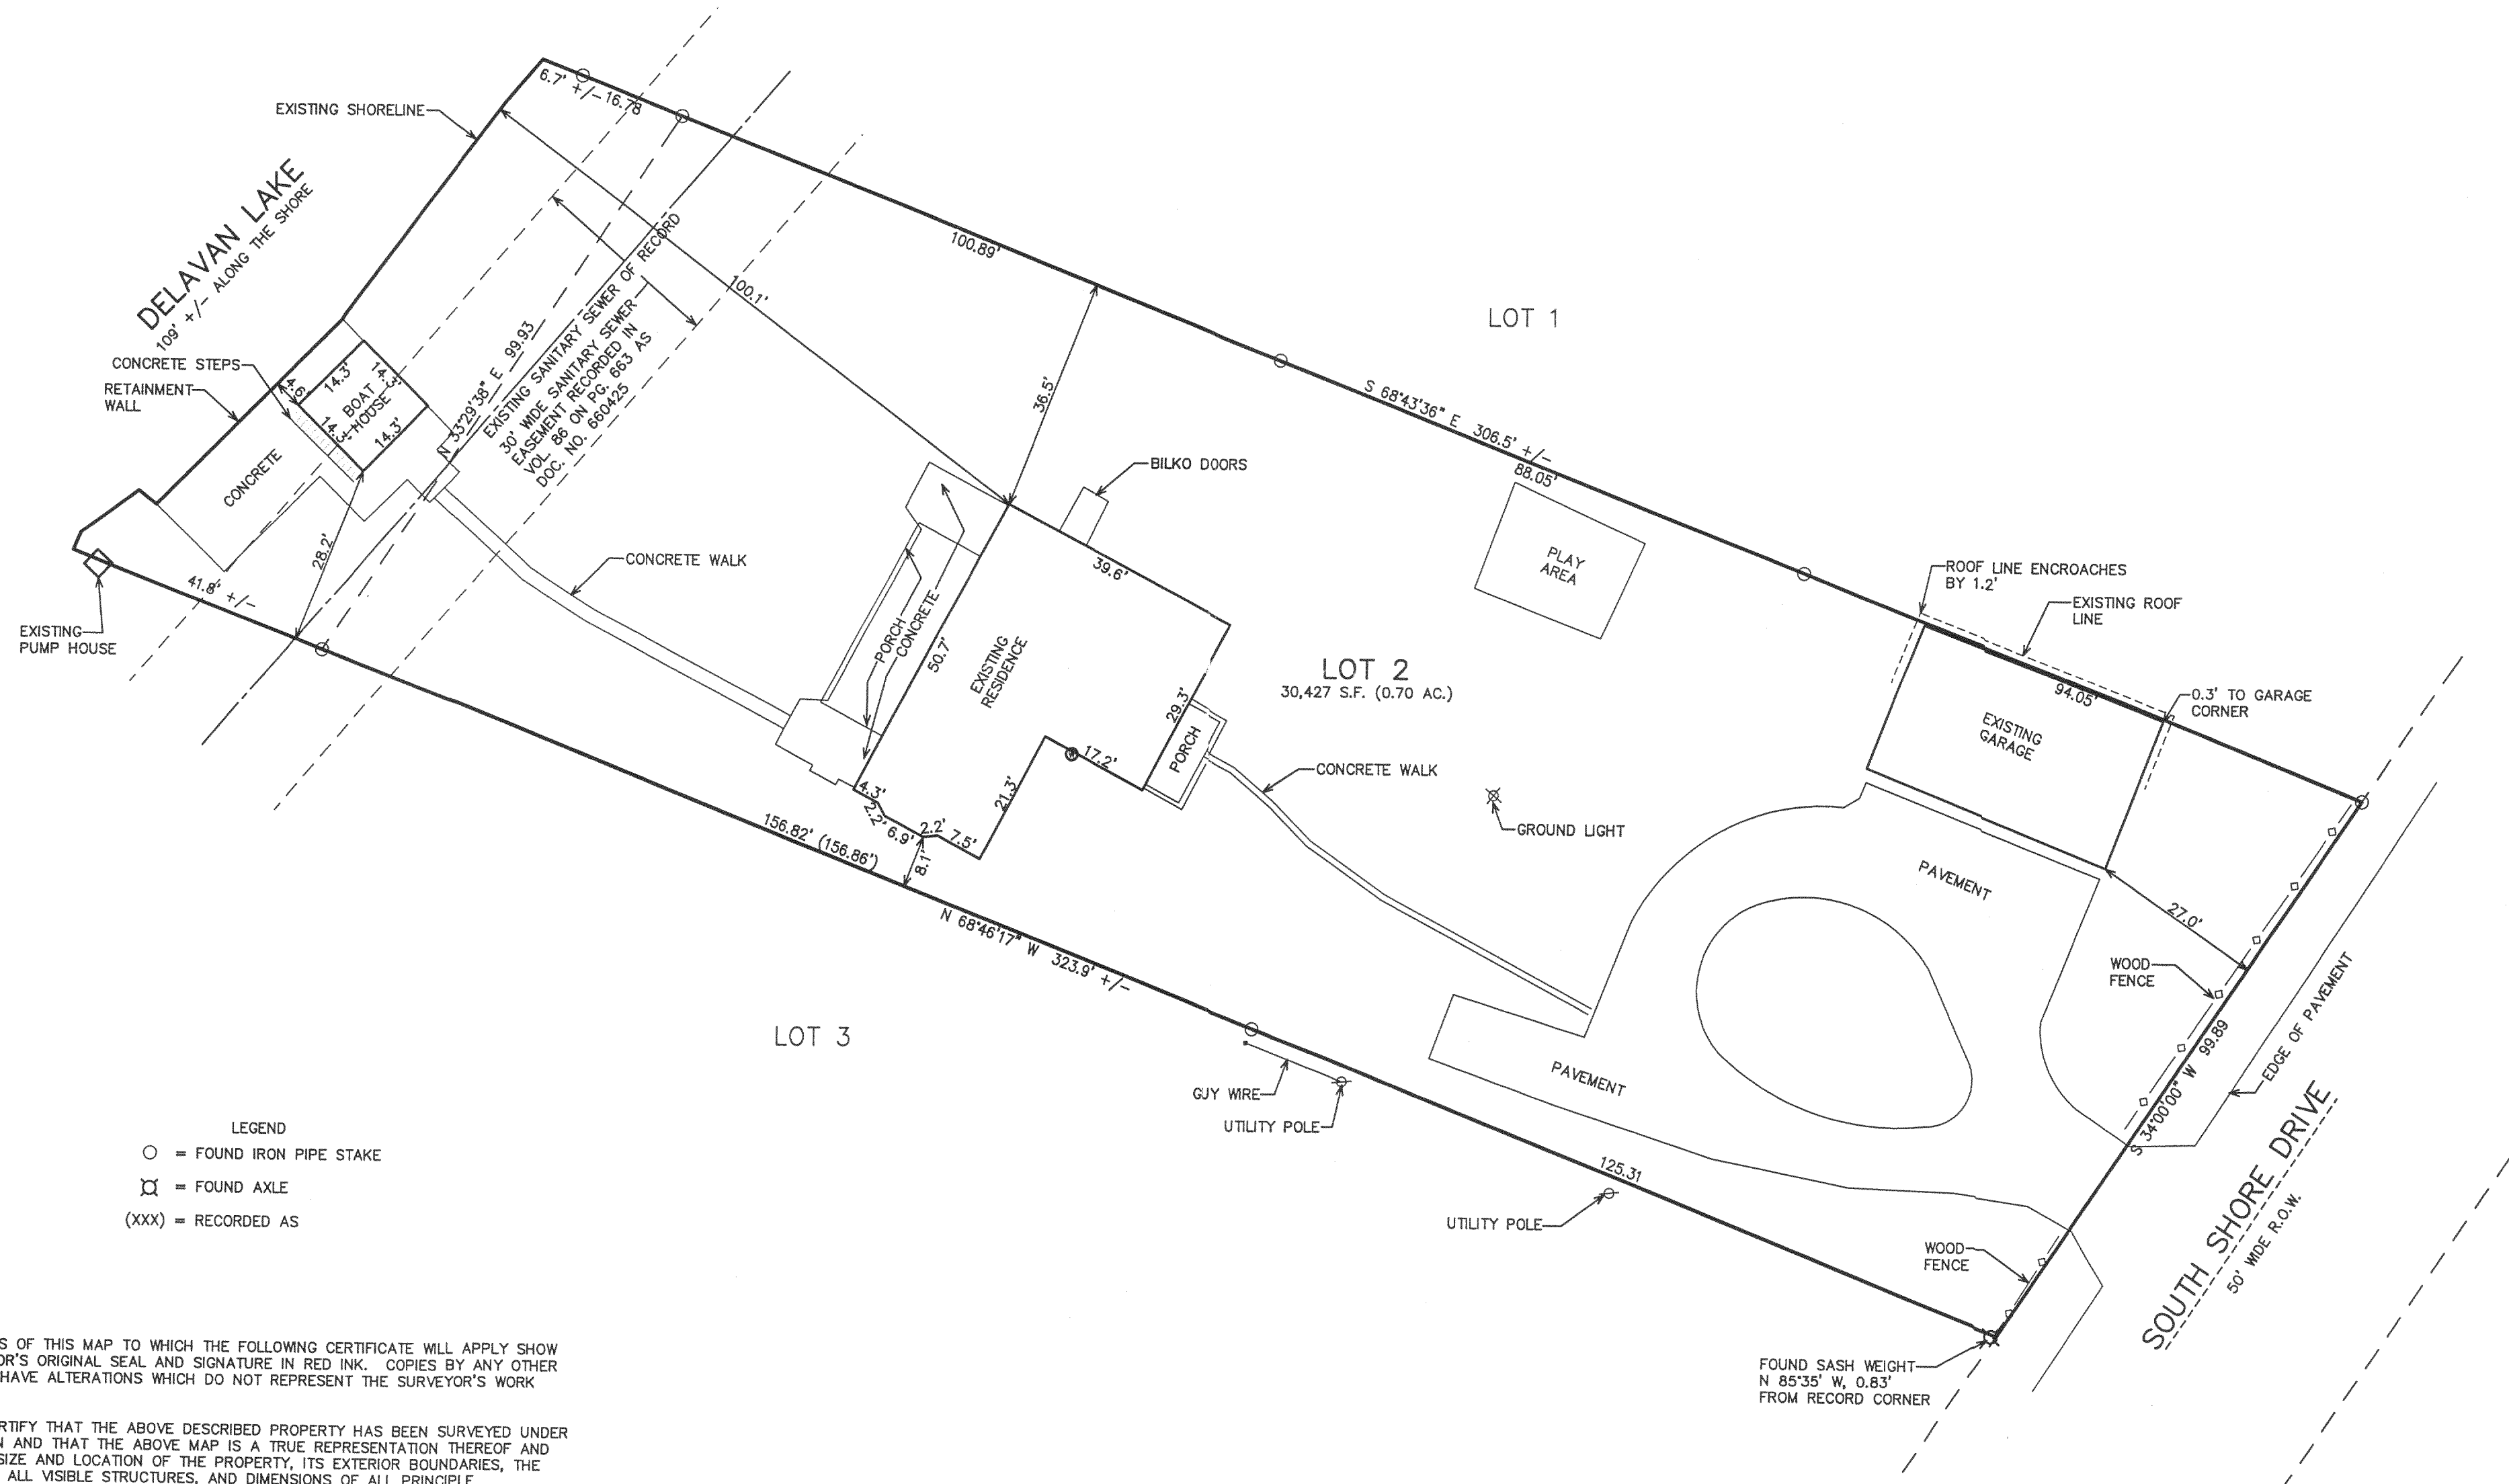 6.7' +/-
16.78
EXISTING SHORELINE
DELAVAN LAKE
109' +/- ALONG THE SHORE
100.89'
100.1'
LOT 1
CONCRETE STEPS
RETAINMENT
WALL
4.6'
14.3'
14.3'
BOAT
HOUSE
14.3'
14.3'
CONCRETE
N 33°29'38" E 99.93
EXISTING SANITARY SEWER OF RECORD
30' WIDE SANITARY SEWER
EASEMENT RECORDED IN
VOL. 86 ON PG. 663 AS
DOC. NO. 660425
36.5'
S 68°43'36" E 306.5' +/-
88.05'
BILKO DOORS
PLAY
AREA
28.2'
CONCRETE WALK
39.6'
41.8' +/-
EXISTING
PUMP HOUSE
PORCH
CONCRETE
50.7'
EXISTING
RESIDENCE
LOT 2
30,427 S.F. (0.70 AC.)
ROOF LINE ENCROACHES
BY 1.2'
EXISTING ROOF
LINE
94.05'
0.3' TO GARAGE
CORNER
EXISTING
GARAGE
29.3'
PORCH
17.2'
21.3'
CONCRETE WALK
GROUND LIGHT
4.3'
2.2'
6.9'
2.2'
7.5'
8.1'
156.82' (156.86')
N 68°46'17" W 323.9' +/-
PAVEMENT
27.0'
WOOD
FENCE
S 34°00'00" W 99.89
EDGE OF PAVEMENT
LOT 3
GUY WIRE
UTILITY POLE
PAVEMENT
125.31
UTILITY POLE
WOOD
FENCE
SOUTH SHORE DRIVE
50' WIDE R.O.W.
FOUND SASH WEIGHT
N 85°35' W, 0.83'
FROM RECORD CORNER
LEGEND
= FOUND IRON PIPE STAKE
= FOUND AXLE
(XXX) = RECORDED AS
S OF THIS MAP TO WHICH THE FOLLOWING CERTIFICATE WILL APPLY SHOW
OR'S ORIGINAL SEAL AND SIGNATURE IN RED INK. COPIES BY ANY OTHER
HAVE ALTERATIONS WHICH DO NOT REPRESENT THE SURVEYOR'S WORK
RTIFY THAT THE ABOVE DESCRIBED PROPERTY HAS BEEN SURVEYED UNDER
N AND THAT THE ABOVE MAP IS A TRUE REPRESENTATION THEREOF AND
SIZE AND LOCATION OF THE PROPERTY, ITS EXTERIOR BOUNDARIES, THE
ALL VISIBLE STRUCTURES, AND DIMENSIONS OF ALL PRINCIPLE